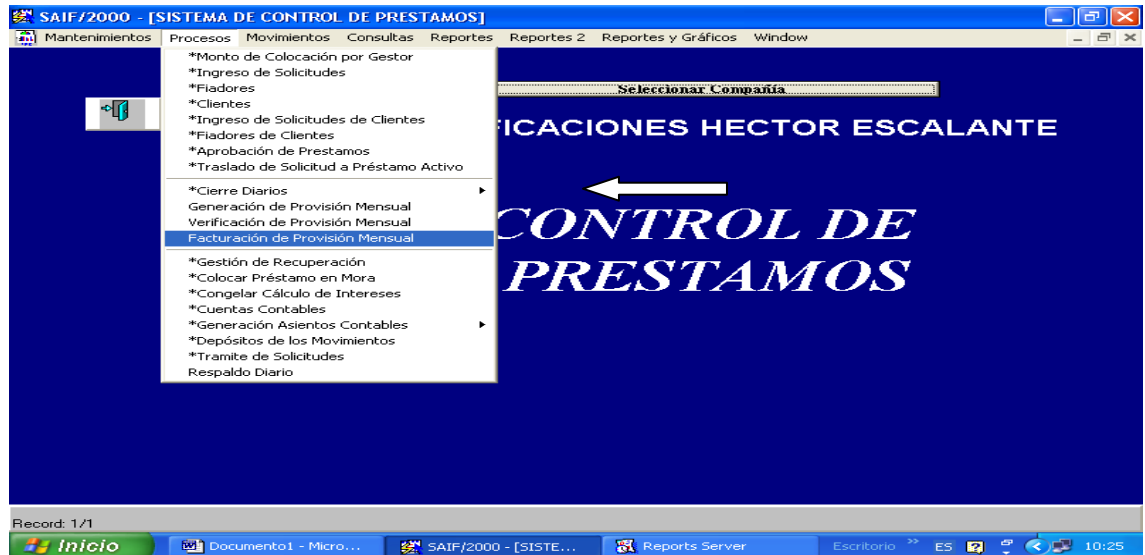 SAIF/2000 - [SISTEMA DE CONTROL DE PRESTAMOS]
Mantenimientos Procesos Movimientos Consultas Reportes Reportes 2 Reportes y Gráficos Window
*Monto de Colocación por Gestor
*Ingreso de Solicitudes
*Fiadores
*Clientes
*Ingreso de Solicitudes de Clientes
*Fiadores de Clientes
*Aprobación de Prestamos
*Traslado de Solicitud a Préstamo Activo
*Cierre Diarios
Generación de Provisión Mensual
Verificación de Provisión Mensual
Facturación de Provisión Mensual
*Gestión de Recuperación
*Colocar Préstamo en Mora
*Congelar Cálculo de Intereses
*Cuentas Contables
*Generación Asientos Contables
*Depósitos de los Movimientos
*Tramite de Solicitudes
Respaldo Diario
Seleccionar Compañía
FICACIONES HECTOR ESCALANTE
CONTROL DE
PRESTAMOS
Record: 1/1
Inicio Documento1 - Micro... SAIF/2000 - [SISTE... Reports Server Escritorio » ES 10:25